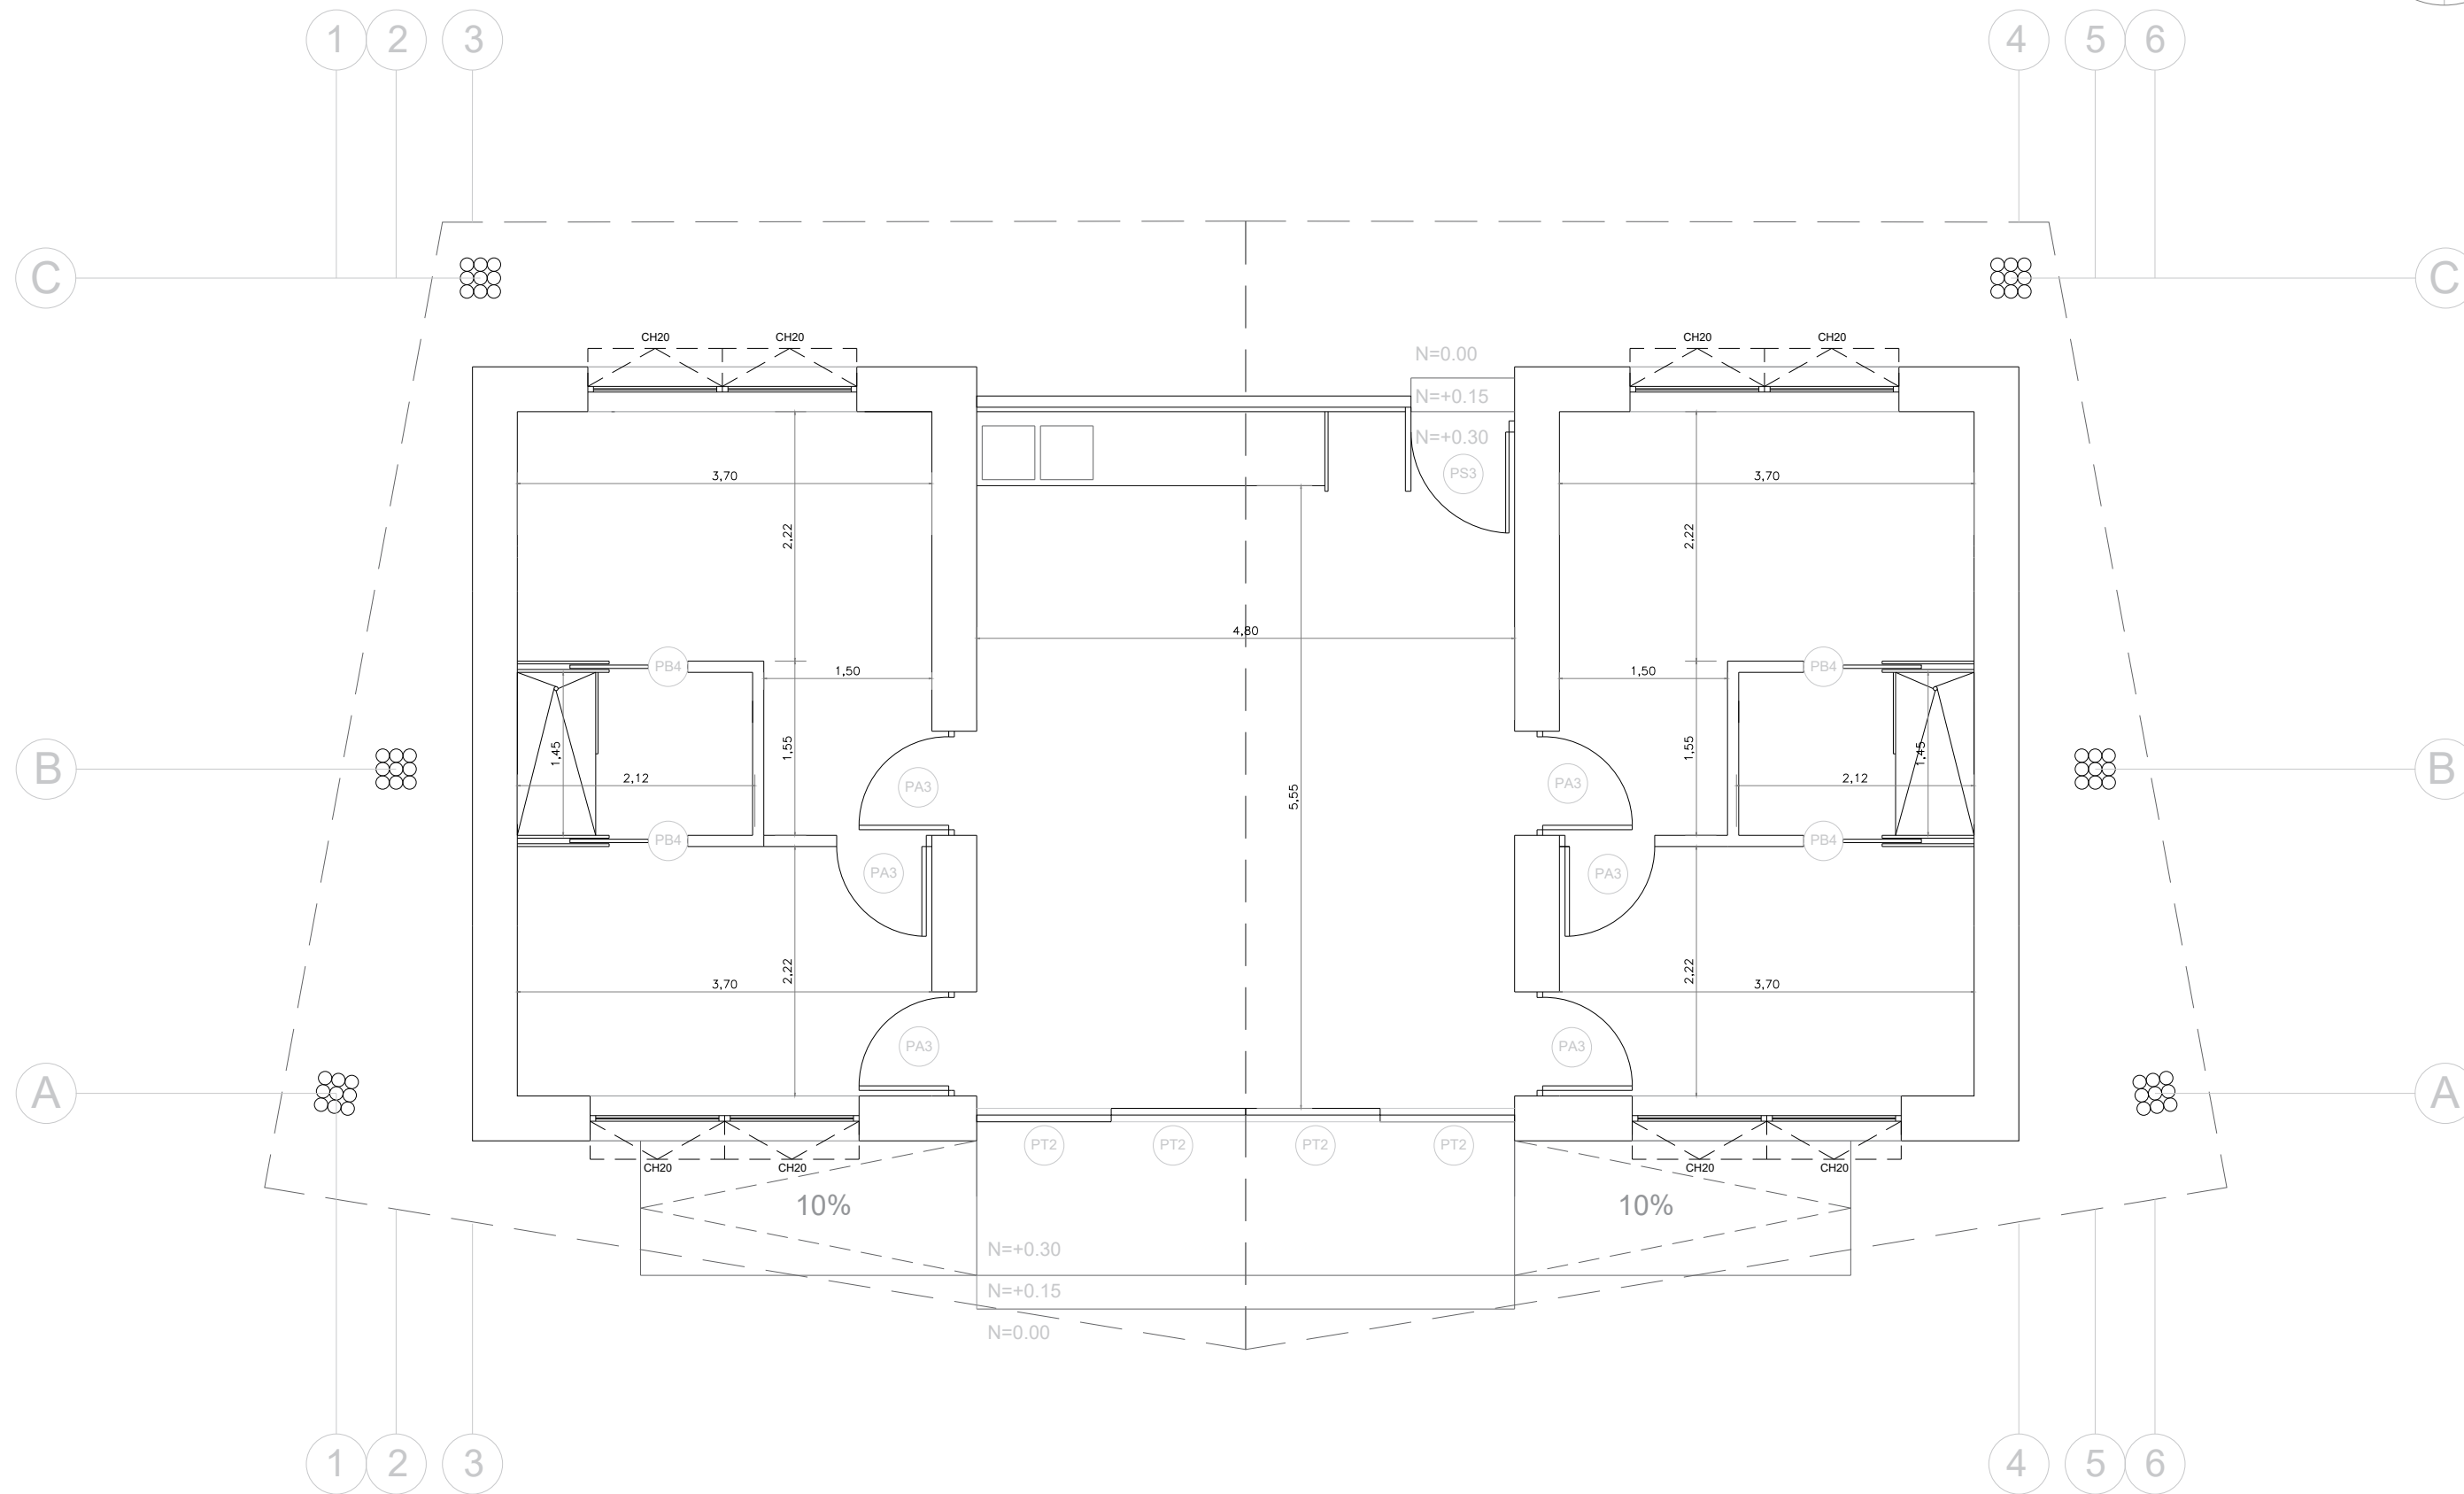 1 2 3 4 5 6
C C
CH20 CH20 CH20 CH20
N=0.00
N=+0.15
N=+0.30
PS3
3,70 3,70
2,22 2,22
4,80
PB4 1,50 1,50 PB4
1,45 1,55 1,55 1,45
B B
2,12 2,12
PA3 PA3
5,55
PB4 PB4
PA3 PA3
2,22 2,22
3,70 3,70
PA3 PA3
A A
PT2 PT2 PT2 PT2
CH20 CH20 CH20 CH20
10% 10%
N=+0.30
N=+0.15
N=0.00
1 2 3 4 5 6